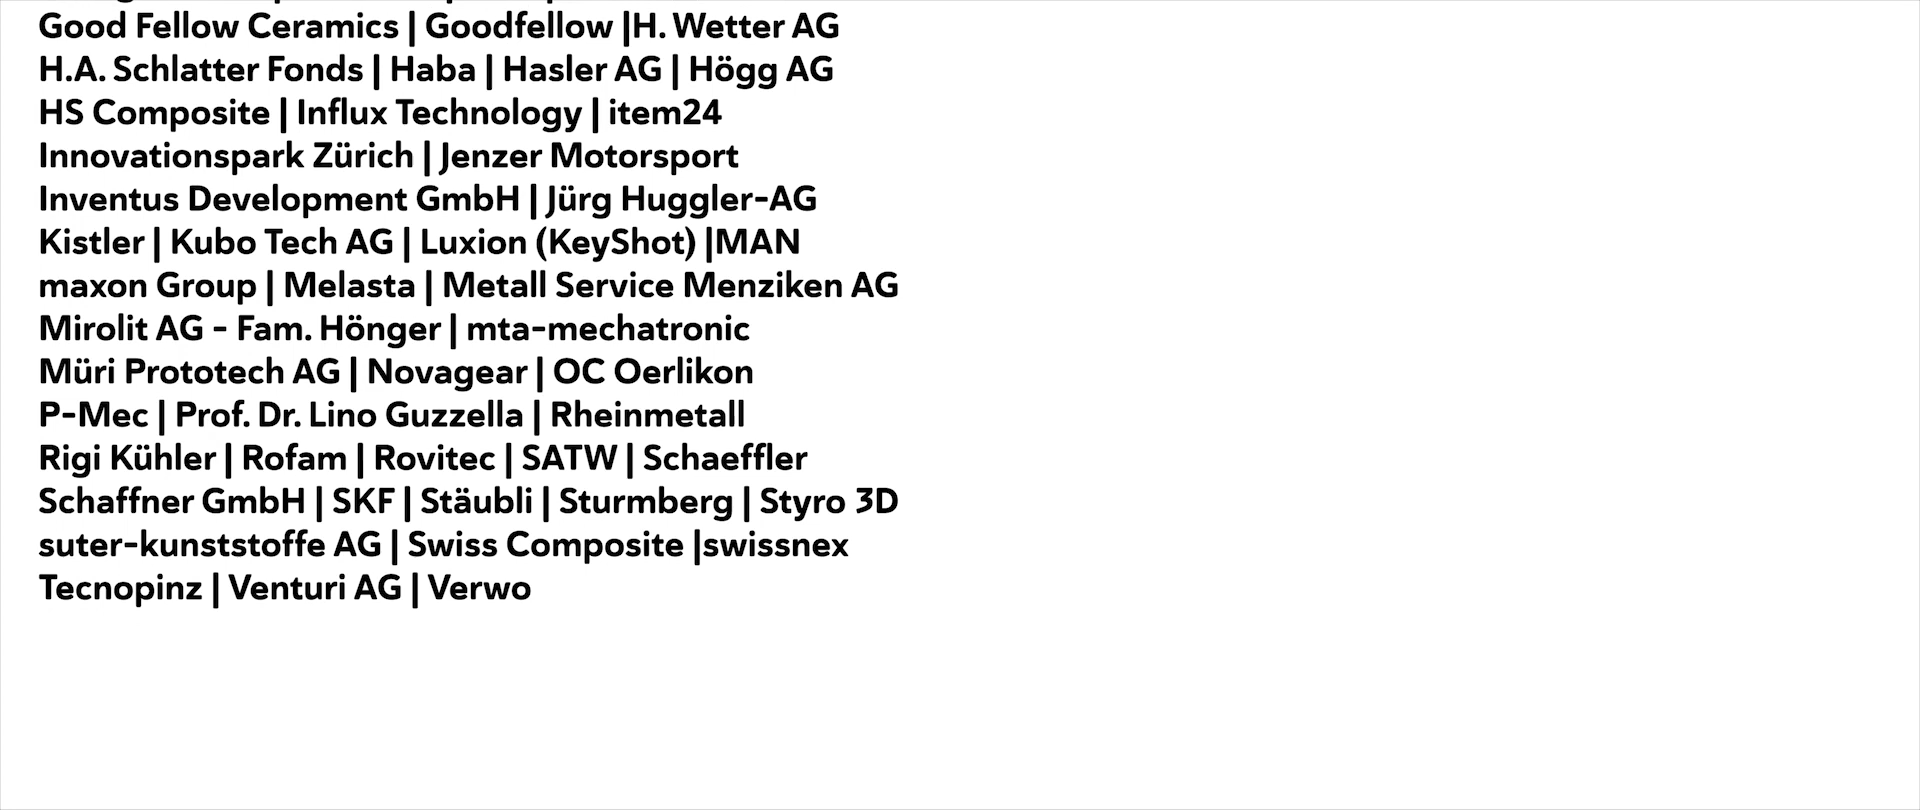 Good Fellow Ceramics | Goodfellow |H. Wetter AG
H.A. Schlatter Fonds | Haba | Hasler AG | Högg AG
HS Composite | Influx Technology | item24
Innovationspark Zürich | Jenzer Motorsport
Inventus Development GmbH | Jürg Huggler-AG
Kistler | Kubo Tech AG | Luxion (KeyShot) |MAN
maxon Group | Melasta | Metall Service Menziken AG
Mirolit AG - Fam. Hönger | mta-mechatronic
Müri Prototech AG | Novagear | OC Oerlikon
P-Mec | Prof. Dr. Lino Guzzella | Rheinmetall
Rigi Kühler | Rofam | Rovitec | SATW | Schaeffler
Schaffner GmbH | SKF | Stäubli | Sturmberg | Styro 3D
suter-kunststoffe AG | Swiss Composite |swissnex
Tecnopinz | Venturi AG | Verwo